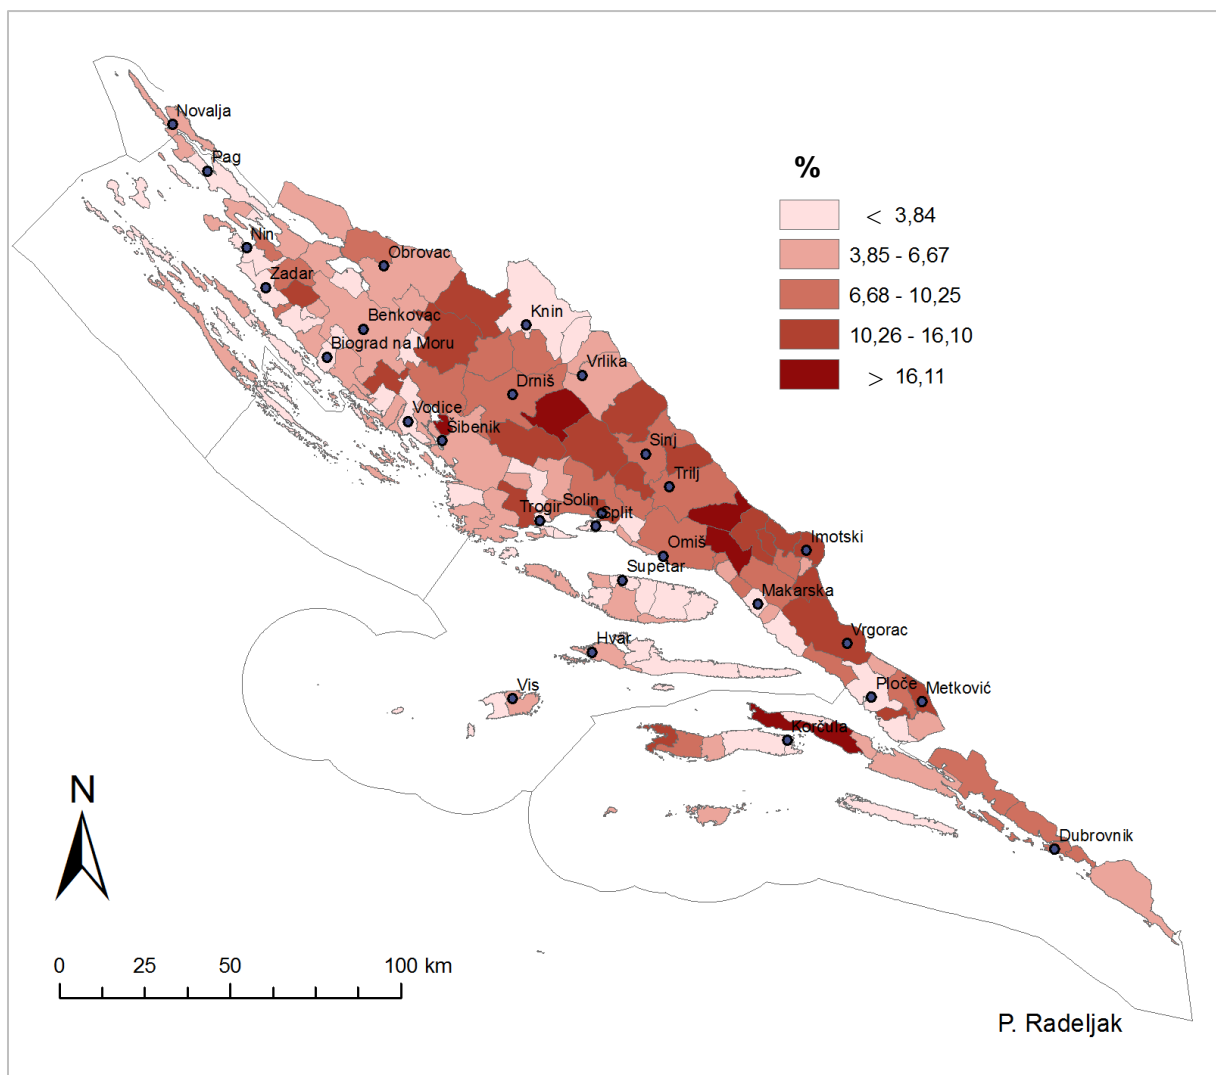 Novalja
Pag
%
< 3,84
Nin
3,85 - 6,67
Obrovac
Zadar
6,68 - 10,25
Knin
Benkovac
10,26 - 16,10
Biograd na Moru
Vrlika
> 16,11
Drniš
Vodice
Šibenik
Sinj
Trilj
Solin
Trogir
Split
Imotski
Omiš
Supetar
Makarska
Vrgorac
Hvar
Vis
Ploče
Metković
Korčula
N
Dubrovnik
0 25 50 100 km
P. Radeljak